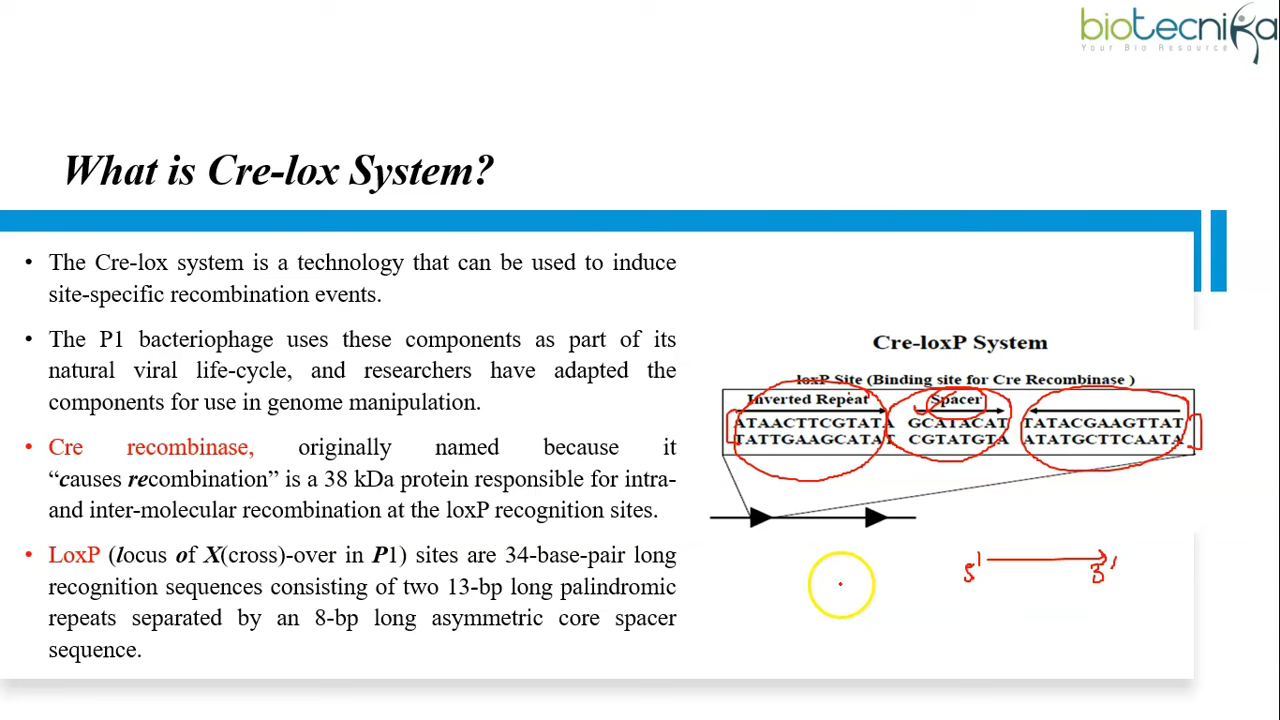 biotecnika
Your Bio Resource
What is Cre-lox System?
• The Cre-lox system is a technology that can be used to induce
site-specific recombination events.
• The P1 bacteriophage uses these components as part of its
natural viral life-cycle, and researchers have adapted the
components for use in genome manipulation.
• Cre recombinase, originally named because it
“causes recombination” is a 38 kDa protein responsible for intra-
and inter-molecular recombination at the loxP recognition sites.
• LoxP (locus of X(cross)-over in P1) sites are 34-base-pair long
recognition sequences consisting of two 13-bp long palindromic
repeats separated by an 8-bp long asymmetric core spacer
sequence.
Cre-loxP System
loxP Site (Binding site for Cre Recombinase )
Inverted Repeat Spacer
ATAACTTCGTATA GCATACAT TATACGAAGTTAT
TATTGAAGCATAT CGTATGTA ATATGCTTCAATA
5' 3'